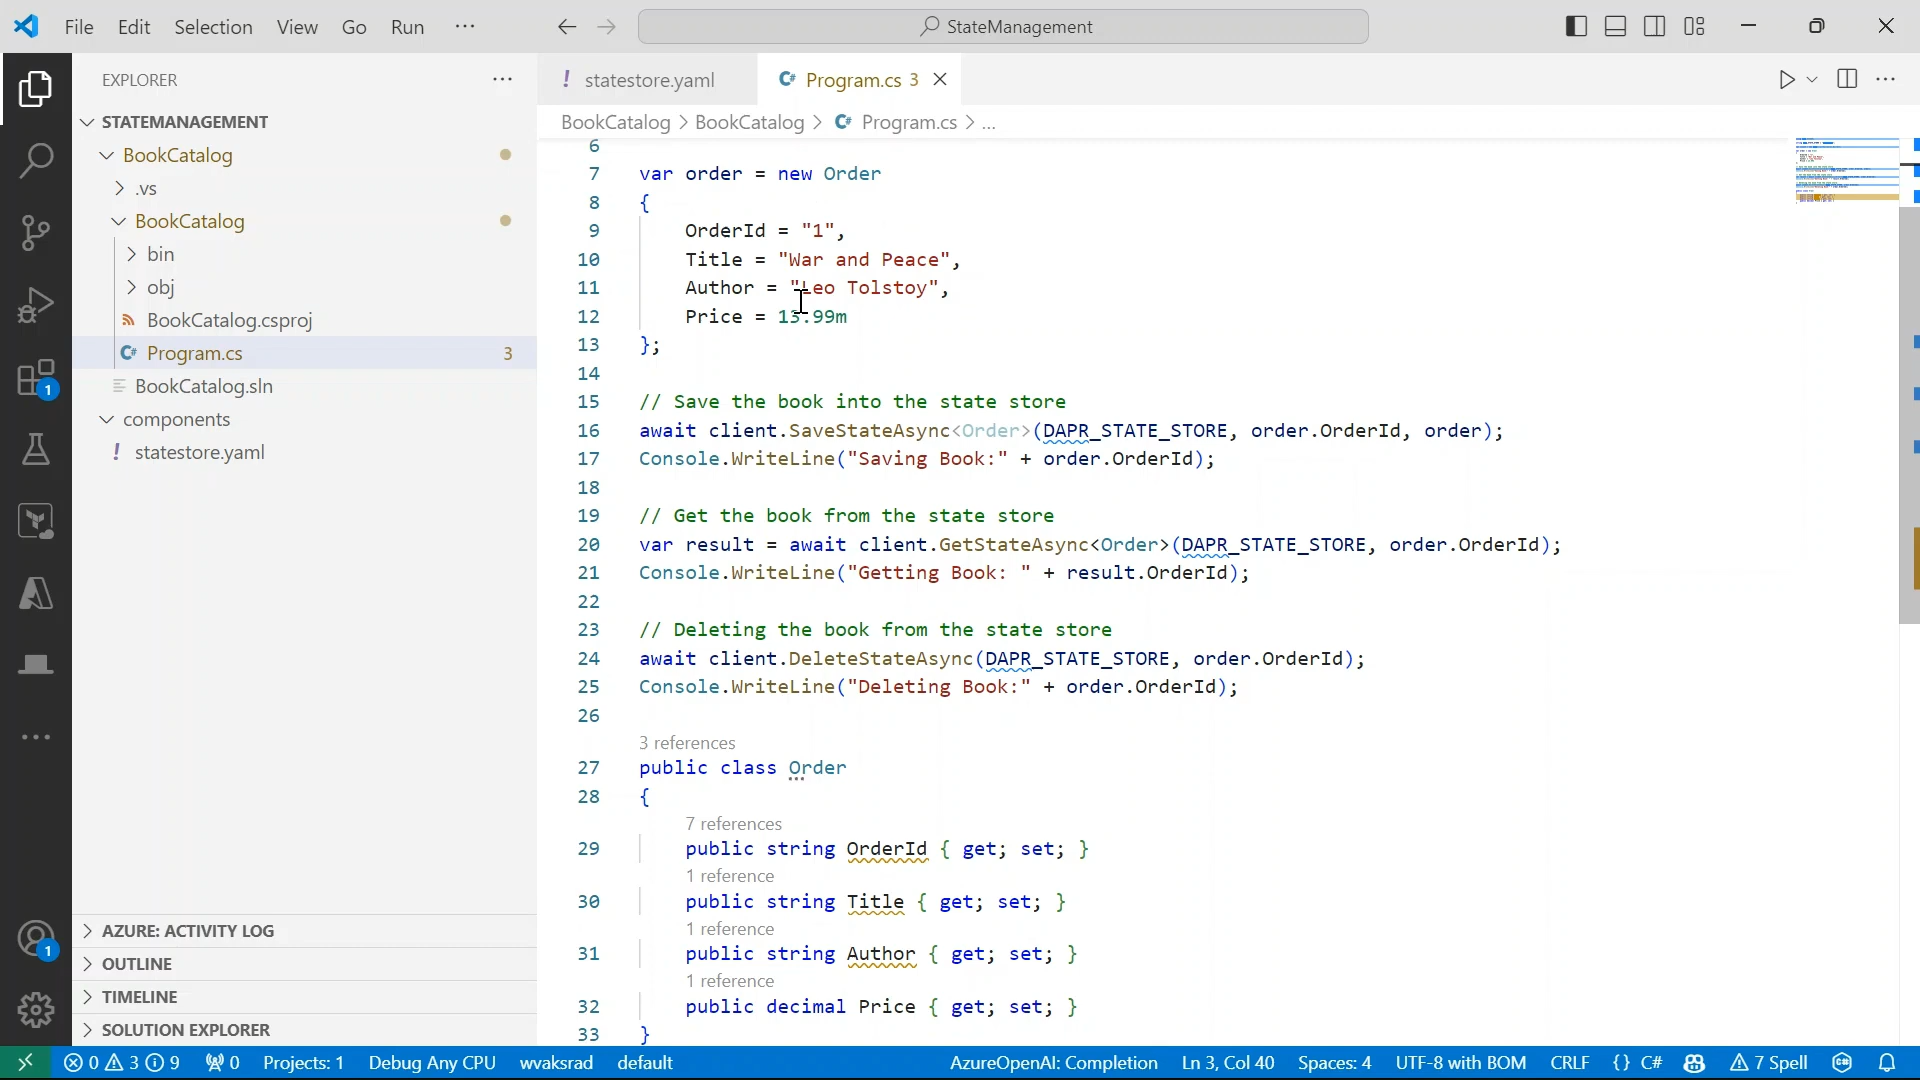 File Edit Selection View Go Run ···
StateManagement
EXPLORER ···
STATEMANAGEMENT
BookCatalog
.vs
BookCatalog
bin
obj
BookCatalog.csproj
Program.cs 3
BookCatalog.sln
components
! statestore.yaml
AZURE: ACTIVITY LOG
OUTLINE
TIMELINE
SOLUTION EXPLORER
1
1
! statestore.yaml
C# Program.cs 3
BookCatalog > BookCatalog > C# Program.cs > ...
6
7 var order = new Order
8 {
9 OrderId = "1",
10 Title = "War and Peace",
11 Author = "Leo Tolstoy",
12 Price = 13.99m
13 };
14
15 // Save the book into the state store
16 await client.SaveStateAsync<Order>(DAPR_STATE_STORE, order.OrderId, order);
17 Console.WriteLine("Saving Book:" + order.OrderId);
18
19 // Get the book from the state store
20 var result = await client.GetStateAsync<Order>(DAPR_STATE_STORE, order.OrderId);
21 Console.WriteLine("Getting Book: " + result.OrderId);
22
23 // Deleting the book from the state store
24 await client.DeleteStateAsync(DAPR_STATE_STORE, order.OrderId);
25 Console.WriteLine("Deleting Book:" + order.OrderId);
26
3 references
27 public class Order
28 {
7 references
29 public string OrderId { get; set; }
1 reference
30 public string Title { get; set; }
1 reference
31 public string Author { get; set; }
1 reference
32 public decimal Price { get; set; }
33 }
0 3 9 0 Projects: 1 Debug Any CPU wvaksrad default AzureOpenAI: Completion Ln 3, Col 40 Spaces: 4 UTF-8 with BOM CRLF {} C# 7 Spell